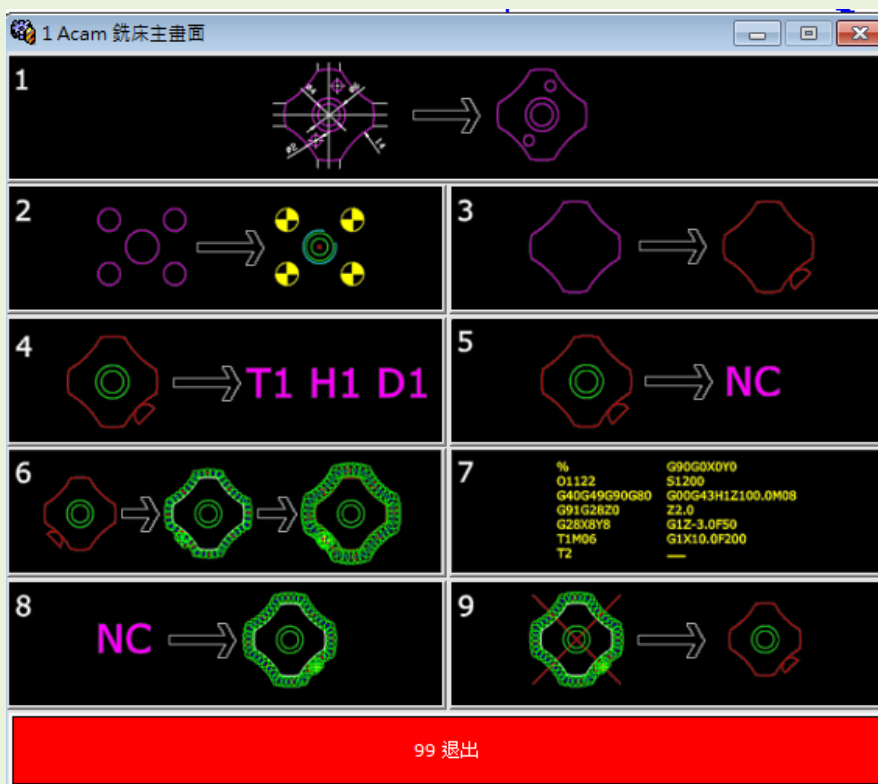 1 Acam 銑床主畫面
1
2
3
4
T1 H1 D1
5
NC
6
7
%
O1122
G40G49G90G80
G91G28Z0
G28X8Y8
T1M06
T2
G90G0X0Y0
S1200
G00G43H1Z100.0M08
Z2.0
G1Z-3.0F50
G1X10.0F200
8
NC
9
99 退出